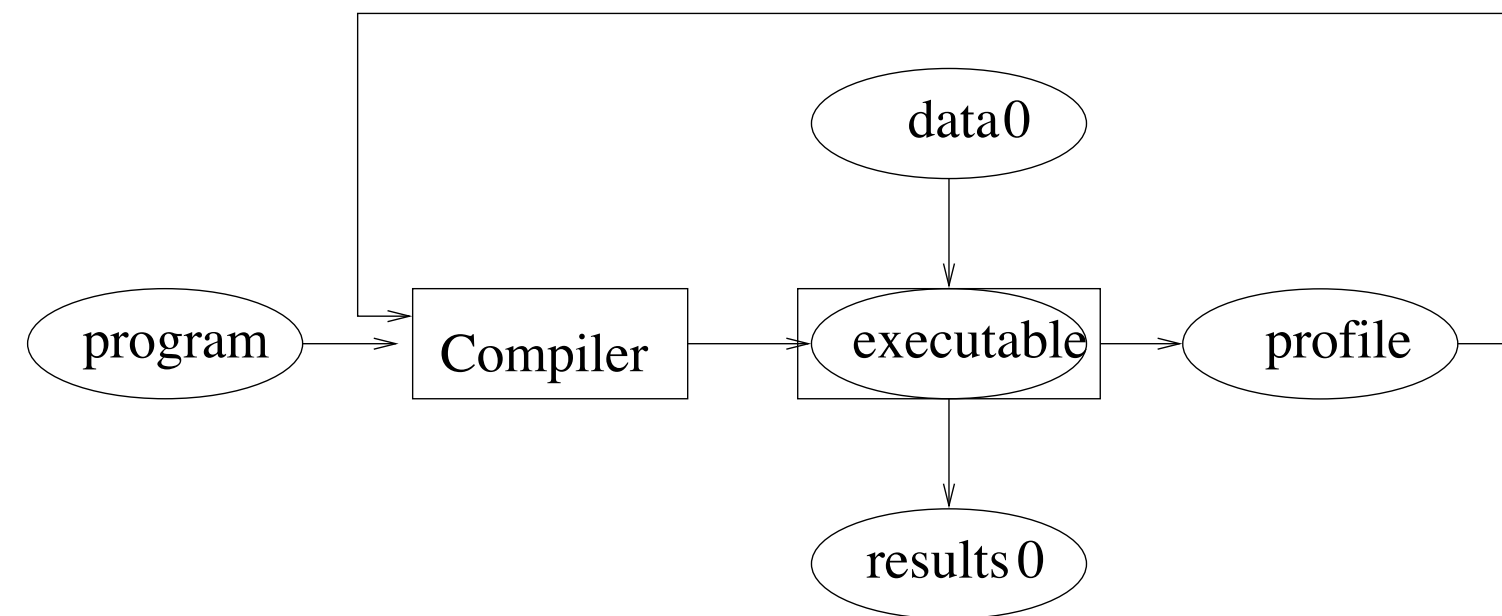 data0
program
Compiler
executable
profile
results0